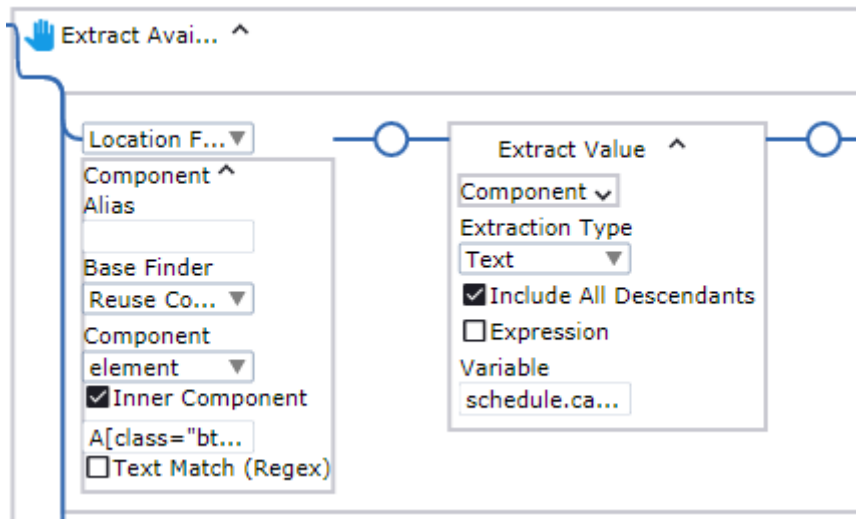 Extract Avai...
Location F...
Component
Alias
Base Finder
Reuse Co...
Component
element
Inner Component
A[class="bt...
Text Match (Regex)
Extract Value
Component
Extraction Type
Text
Include All Descendants
Expression
Variable
schedule.ca...